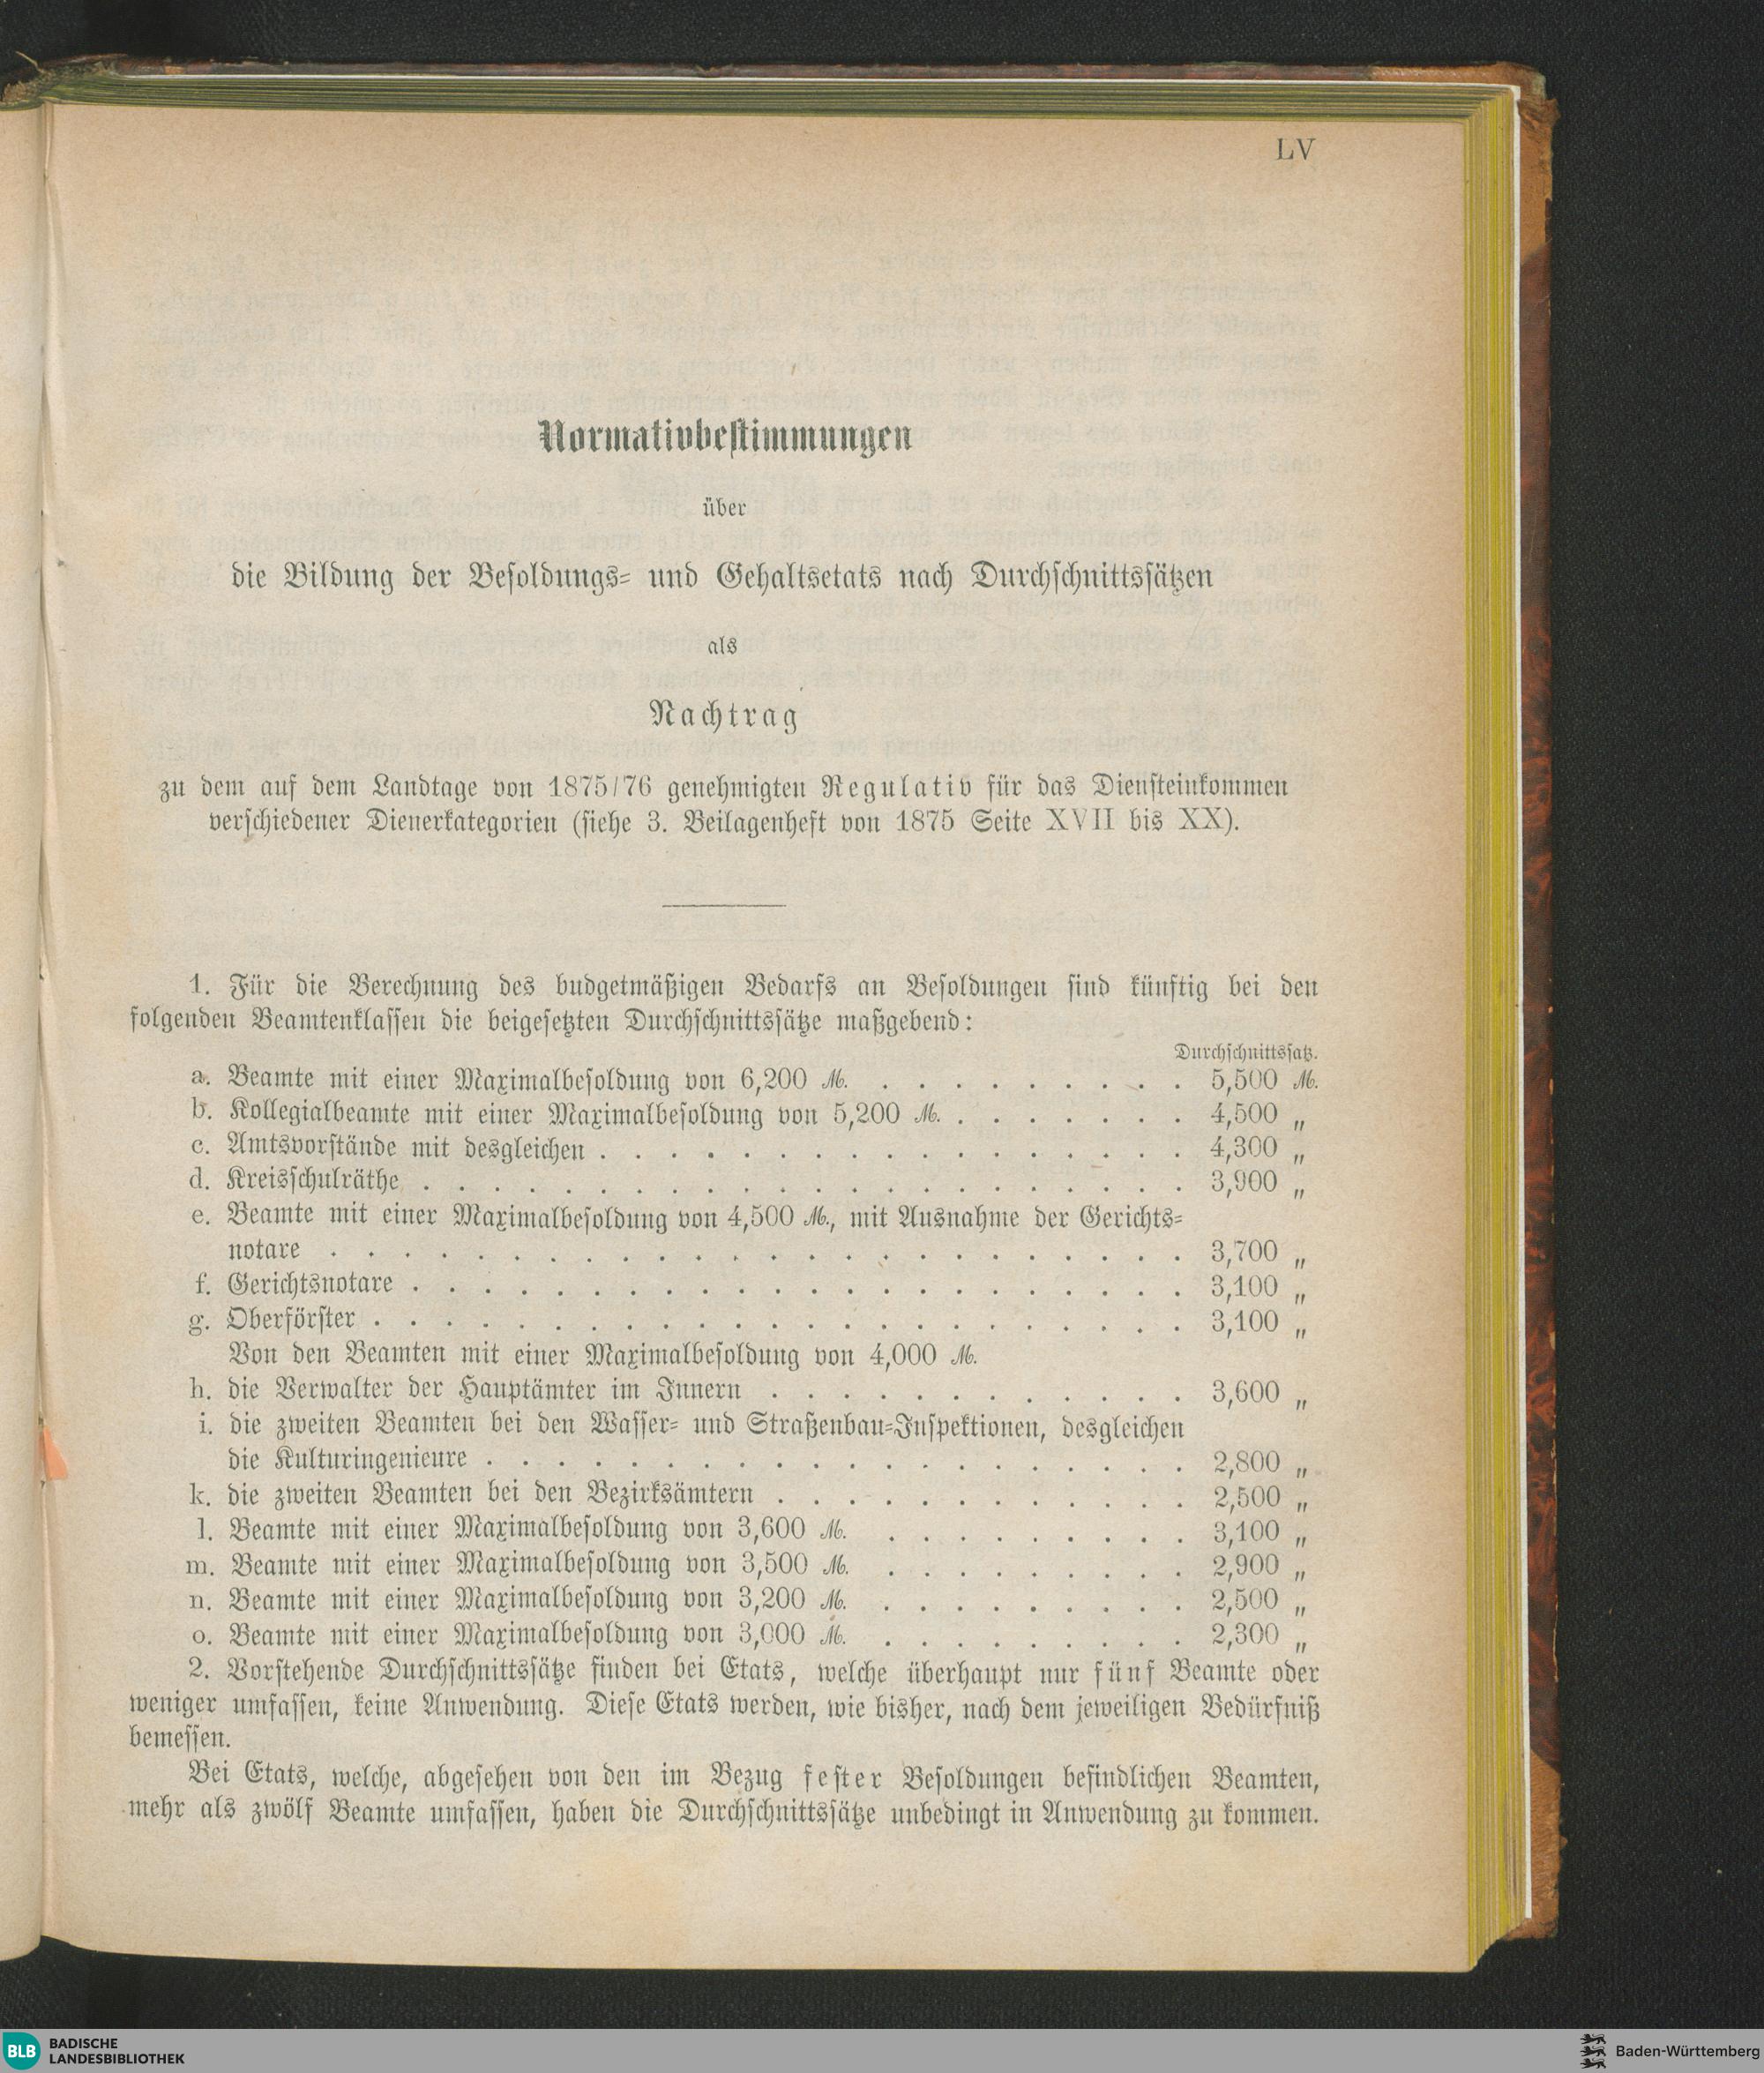 LV
Normativbestimmungen
über
die Bildung der Besoldungs- und Gehaltsetats nach Durchschnittssätzen
als
Nachtrag
zu dem auf dem Landtage von 1875/76 genehmigten Regulativ für das Diensteinkommen
verschiedener Dienerkategorien (siehe 3. Beilagenheft von 1875 Seite XVII bis XX).
1. Für die Berechnung des budgetmäßigen Bedarfs an Besoldungen sind künftig bei den
folgenden Beamtenklassen die beigesetzten Durchschnittssätze maßgebend:
Durchschnittssatz.
a. Beamte mit einer Maximalbesoldung von 6,200 M. . . . . . . . . . 5,500 M.
b. Kollegialbeamte mit einer Maximalbesoldung von 5,200 M. . . . . . . . 4,500 „
c. Amtsvorstände mit desgleichen . . . . . . . . . . . . . . . . . 4,300 „
d. Kreisschulräthe . . . . . . . . . . . . . . . . . . . . . . 3,900 „
e. Beamte mit einer Maximalbesoldung von 4,500 M., mit Ausnahme der Gerichts-
notare . . . . . . . . . . . . . . . . . . . . . . . . 3,700 „
f. Gerichtsnotare . . . . . . . . . . . . . . . . . . . . . . 3,100 „
g. Oberförster . . . . . . . . . . . . . . . . . . . . . . . 3,100 „
Von den Beamten mit einer Maximalbesoldung von 4,000 M.
h. die Verwalter der Hauptämter im Innern . . . . . . . . . . . . 3,600 „
i. die zweiten Beamten bei den Wasser- und Straßenbau-Inspektionen, desgleichen
die Kulturingenieure . . . . . . . . . . . . . . . . . . . . 2,800 „
k. die zweiten Beamten bei den Bezirksämtern . . . . . . . . . . . . 2,500 „
l. Beamte mit einer Maximalbesoldung von 3,600 M. . . . . . . . . . 3,100 „
m. Beamte mit einer Maximalbesoldung von 3,500 M. . . . . . . . . . 2,900 „
n. Beamte mit einer Maximalbesoldung von 3,200 M. . . . . . . . . . 2,500 „
o. Beamte mit einer Maximalbesoldung von 3,000 M. . . . . . . . . . 2,300 „
2. Vorstehende Durchschnittssätze finden bei Etats, welche überhaupt nur fünf Beamte oder
weniger umfassen, keine Anwendung. Diese Etats werden, wie bisher, nach dem jeweiligen Bedürfniß
bemessen.
Bei Etats, welche, abgesehen von den im Bezug fester Besoldungen befindlichen Beamten,
mehr als zwölf Beamte umfassen, haben die Durchschnittssätze unbedingt in Anwendung zu kommen.
BLB BADISCHE
LANDESBIBLIOTHEK
Baden-Württemberg